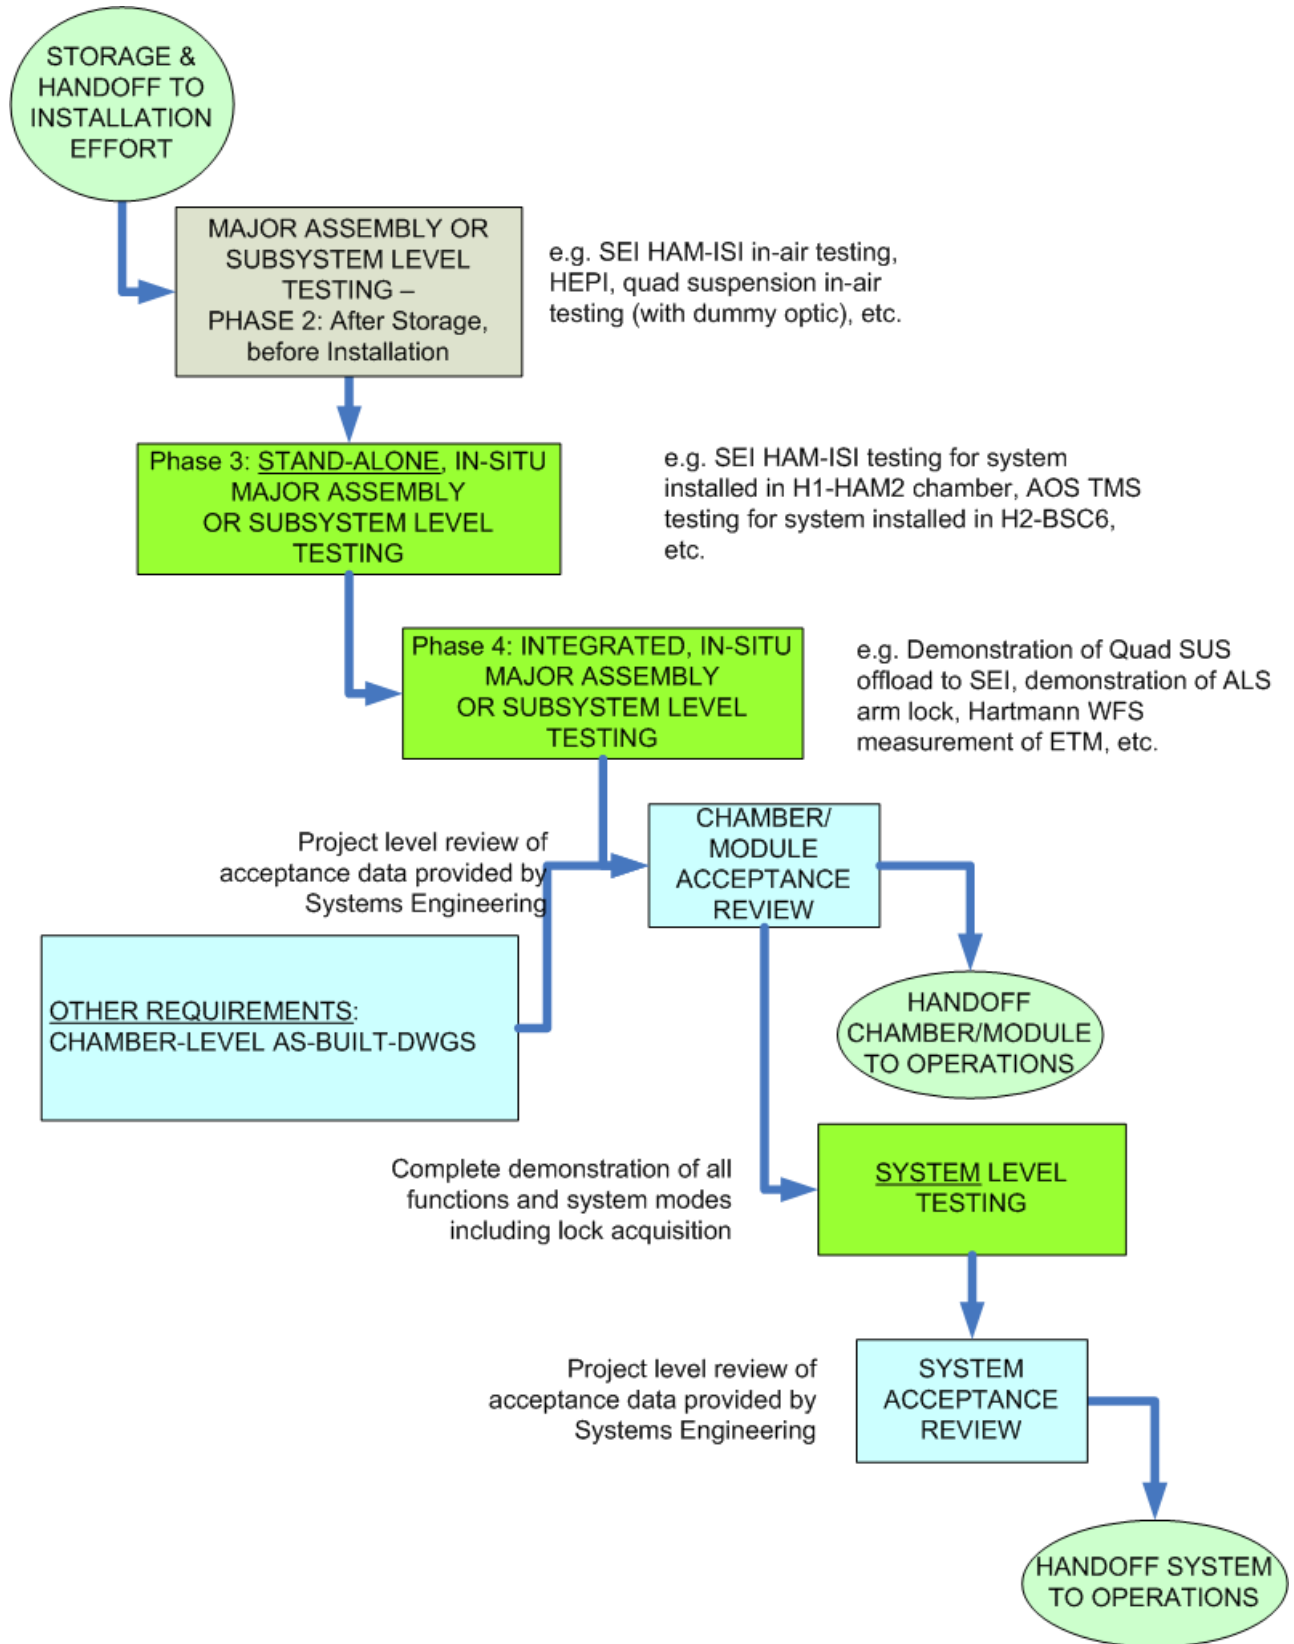 STORAGE &
HANDOFF TO
INSTALLATION
EFFORT
MAJOR ASSEMBLY OR
SUBSYSTEM LEVEL
TESTING –
PHASE 2: After Storage,
before Installation
e.g. SEI HAM-ISI in-air testing,
HEPI, quad suspension in-air
testing (with dummy optic), etc.
Phase 3: STAND-ALONE, IN-SITU
MAJOR ASSEMBLY
OR SUBSYSTEM LEVEL
TESTING
e.g. SEI HAM-ISI testing for system
installed in H1-HAM2 chamber, AOS TMS
testing for system installed in H2-BSC6,
etc.
Phase 4: INTEGRATED, IN-SITU
MAJOR ASSEMBLY
OR SUBSYSTEM LEVEL
TESTING
e.g. Demonstration of Quad SUS
offload to SEI, demonstration of ALS
arm lock, Hartmann WFS
measurement of ETM, etc.
Project level review of
acceptance data provided by
Systems Engineering
CHAMBER/
MODULE
ACCEPTANCE
REVIEW
OTHER REQUIREMENTS:
CHAMBER-LEVEL AS-BUILT-DWGS
HANDOFF
CHAMBER/MODULE
TO OPERATIONS
Complete demonstration of all
functions and system modes
including lock acquisition
SYSTEM LEVEL
TESTING
Project level review of
acceptance data provided by
Systems Engineering
SYSTEM
ACCEPTANCE
REVIEW
HANDOFF SYSTEM
TO OPERATIONS